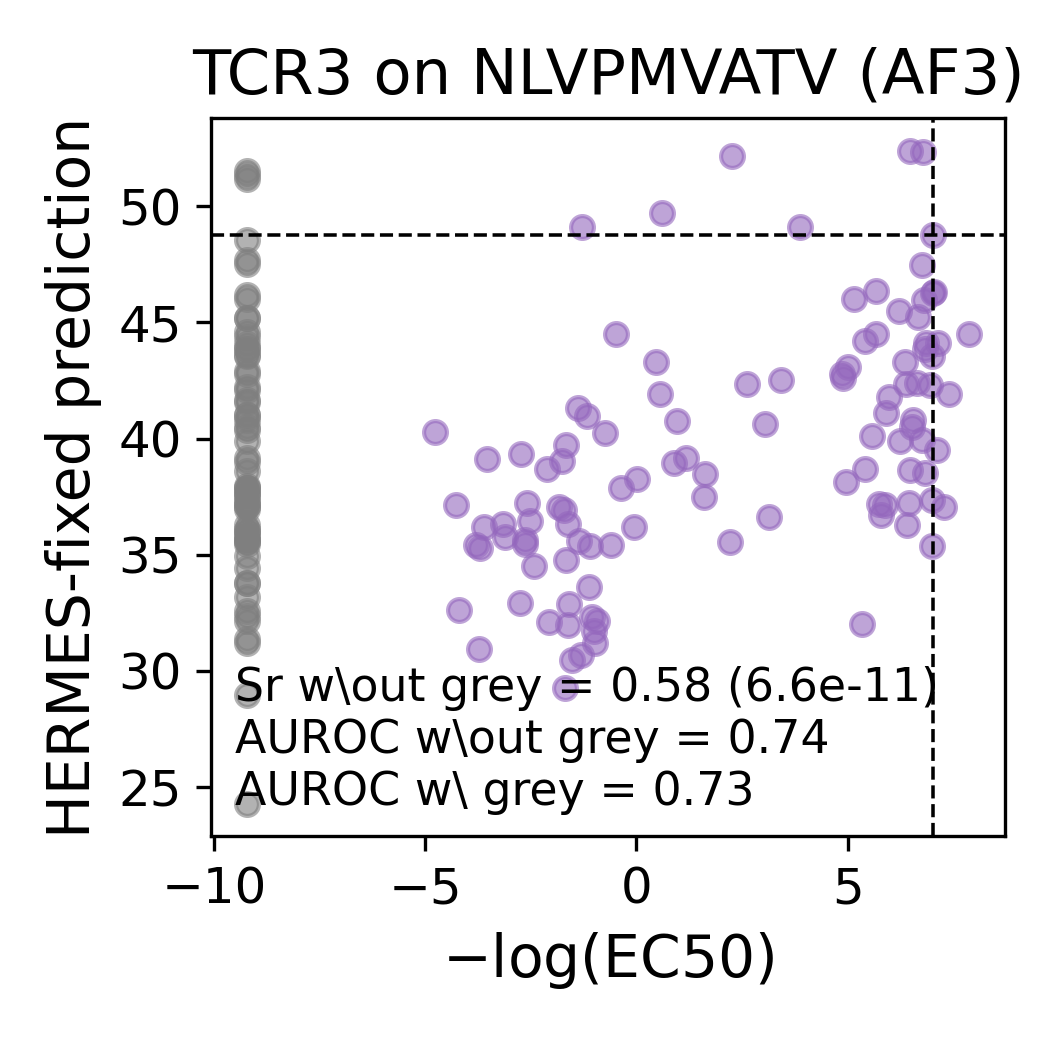 TCR3 on NLVPMVATV (AF3)
HERMES-fixed prediction
50
45
40
35
30
25
Sr w\out grey = 0.58 (6.6e-11)
AUROC w\out grey = 0.74
AUROC w\ grey = 0.73
−10
−5
0
5
−log(EC50)